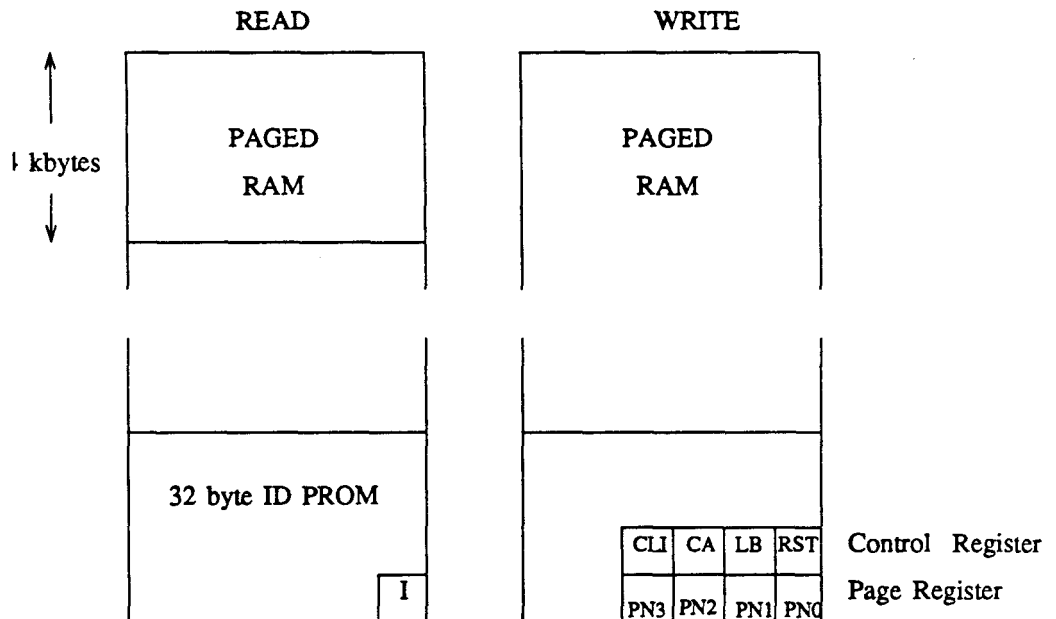 READ WRITE
PAGED
RAM
PAGED
RAM
kbytes
32 byte ID PROM
I
CLI CA LB RST Control Register
PN3 PN2 PN1 PN0 Page Register